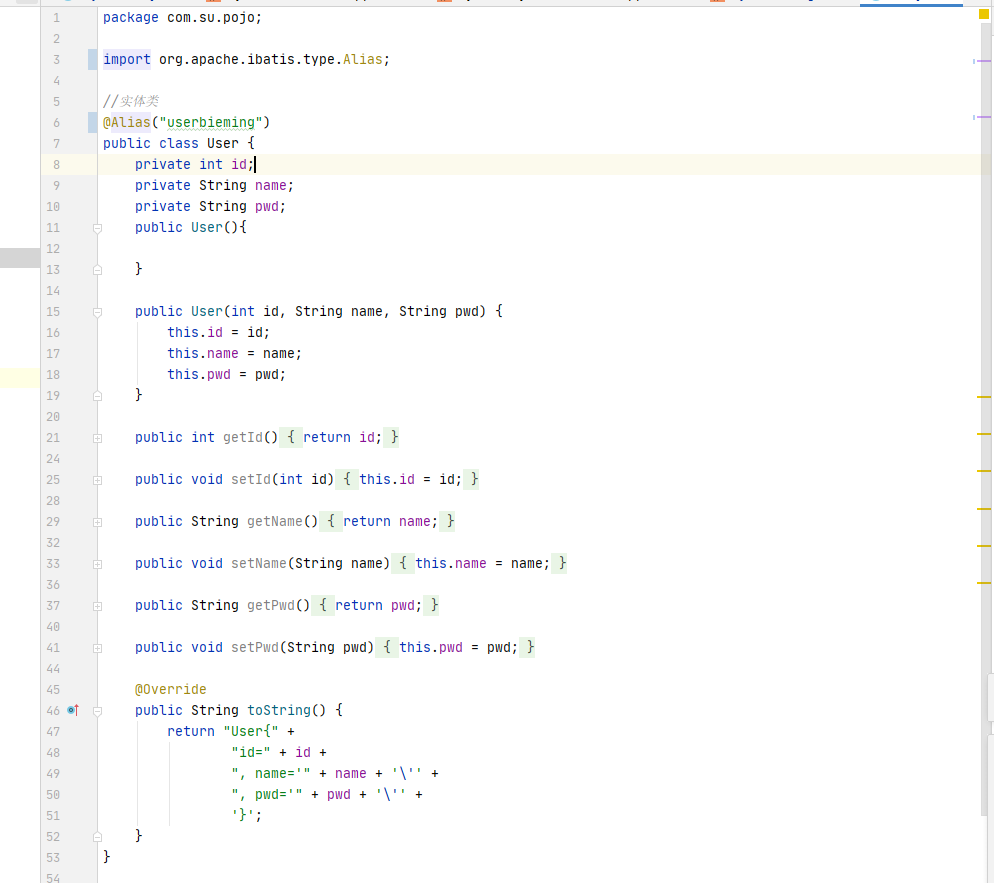 1 package com.su.pojo;
2
3 import org.apache.ibatis.type.Alias;
4
5 //实体类
6 @Alias("userbieming")
7 public class User {
8 private int id;
9 private String name;
10 private String pwd;
11 public User(){
12
13 }
14
15 public User(int id, String name, String pwd) {
16 this.id = id;
17 this.name = name;
18 this.pwd = pwd;
19 }
20
21 public int getId() { return id; }
24
25 public void setId(int id) { this.id = id; }
28
29 public String getName() { return name; }
32
33 public void setName(String name) { this.name = name; }
36
37 public String getPwd() { return pwd; }
40
41 public void setPwd(String pwd) { this.pwd = pwd; }
44
45 @Override
46 public String toString() {
47 return "User{" +
48 "id=" + id +
49 ", name='" + name + '\'' +
50 ", pwd='" + pwd + '\'' +
51 '}';
52 }
53 }
54